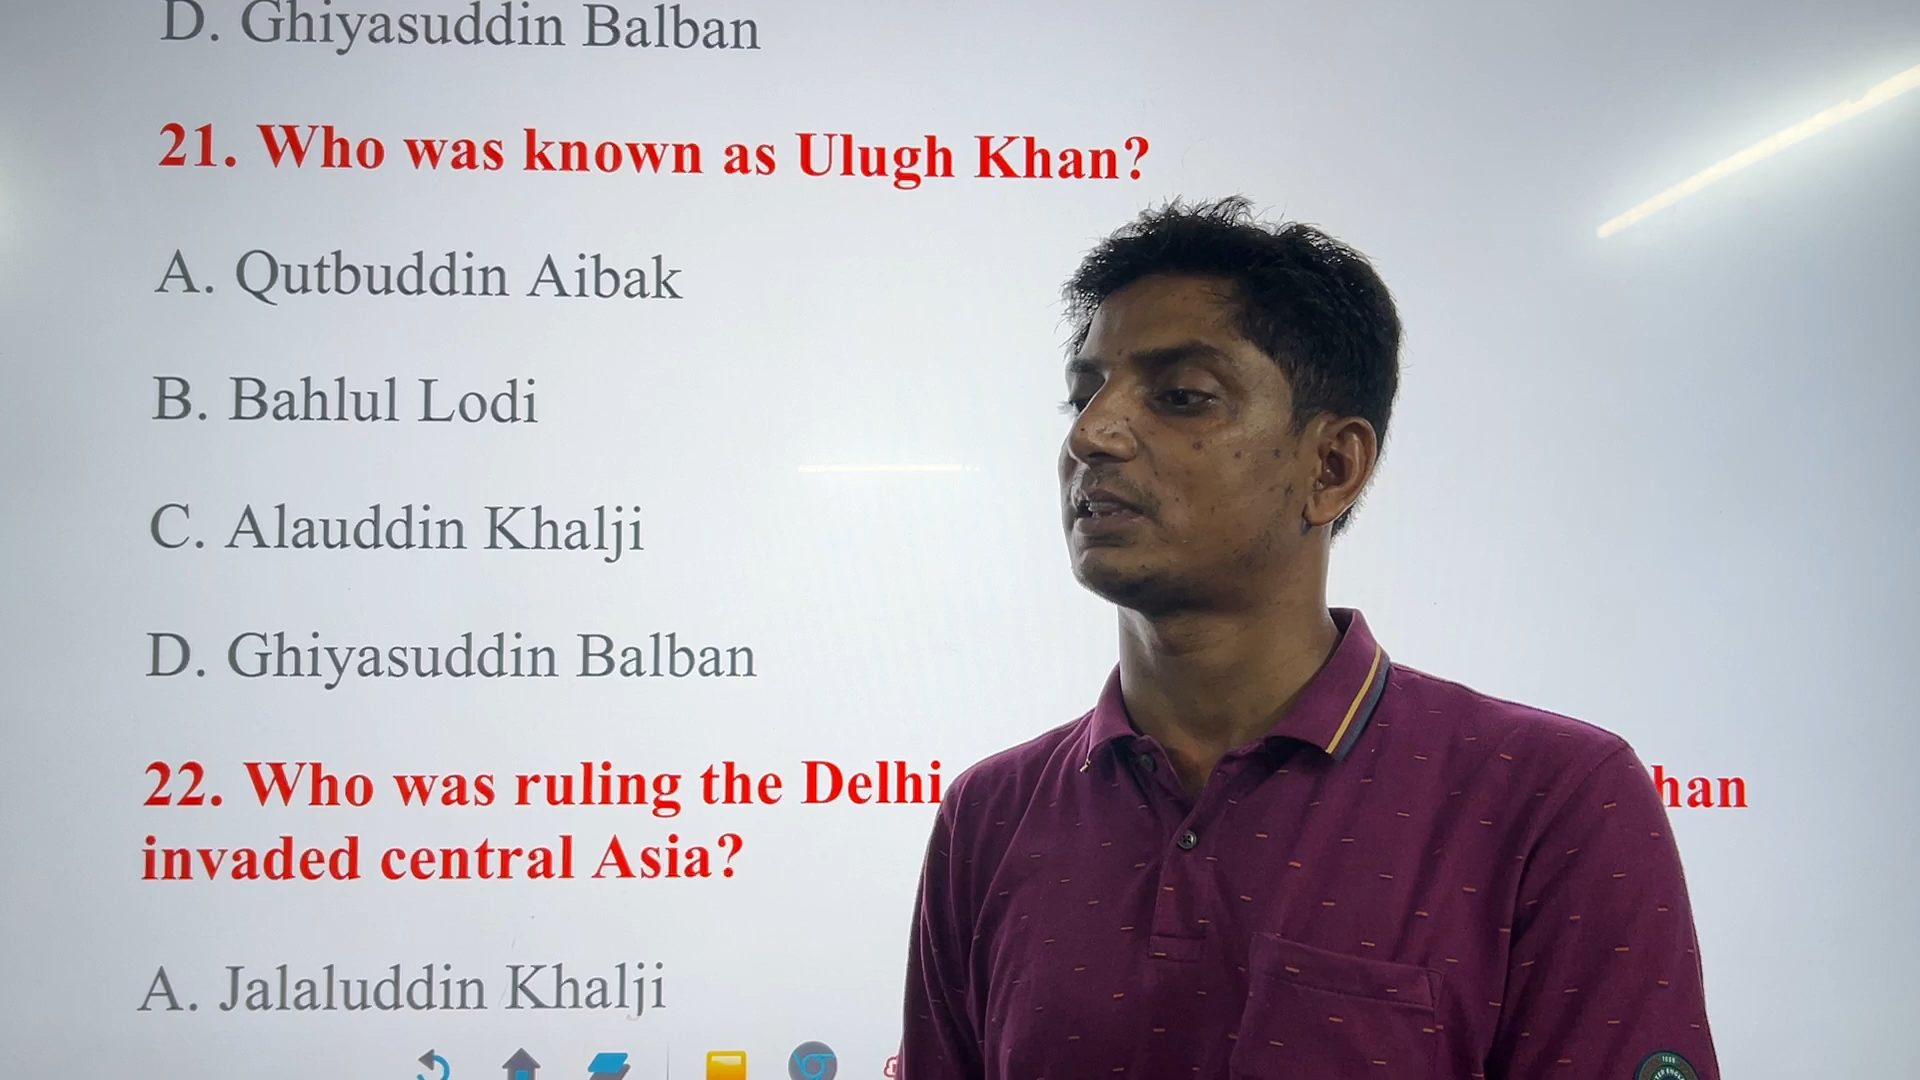 D. Ghiyasuddin Balban
21. Who was known as Ulugh Khan?
A. Qutbuddin Aibak
B. Bahlul Lodi
C. Alauddin Khalji
D. Ghiyasuddin Balban
22. Who was ruling the Delhi han
invaded central Asia?
A. Jalaluddin Khalji